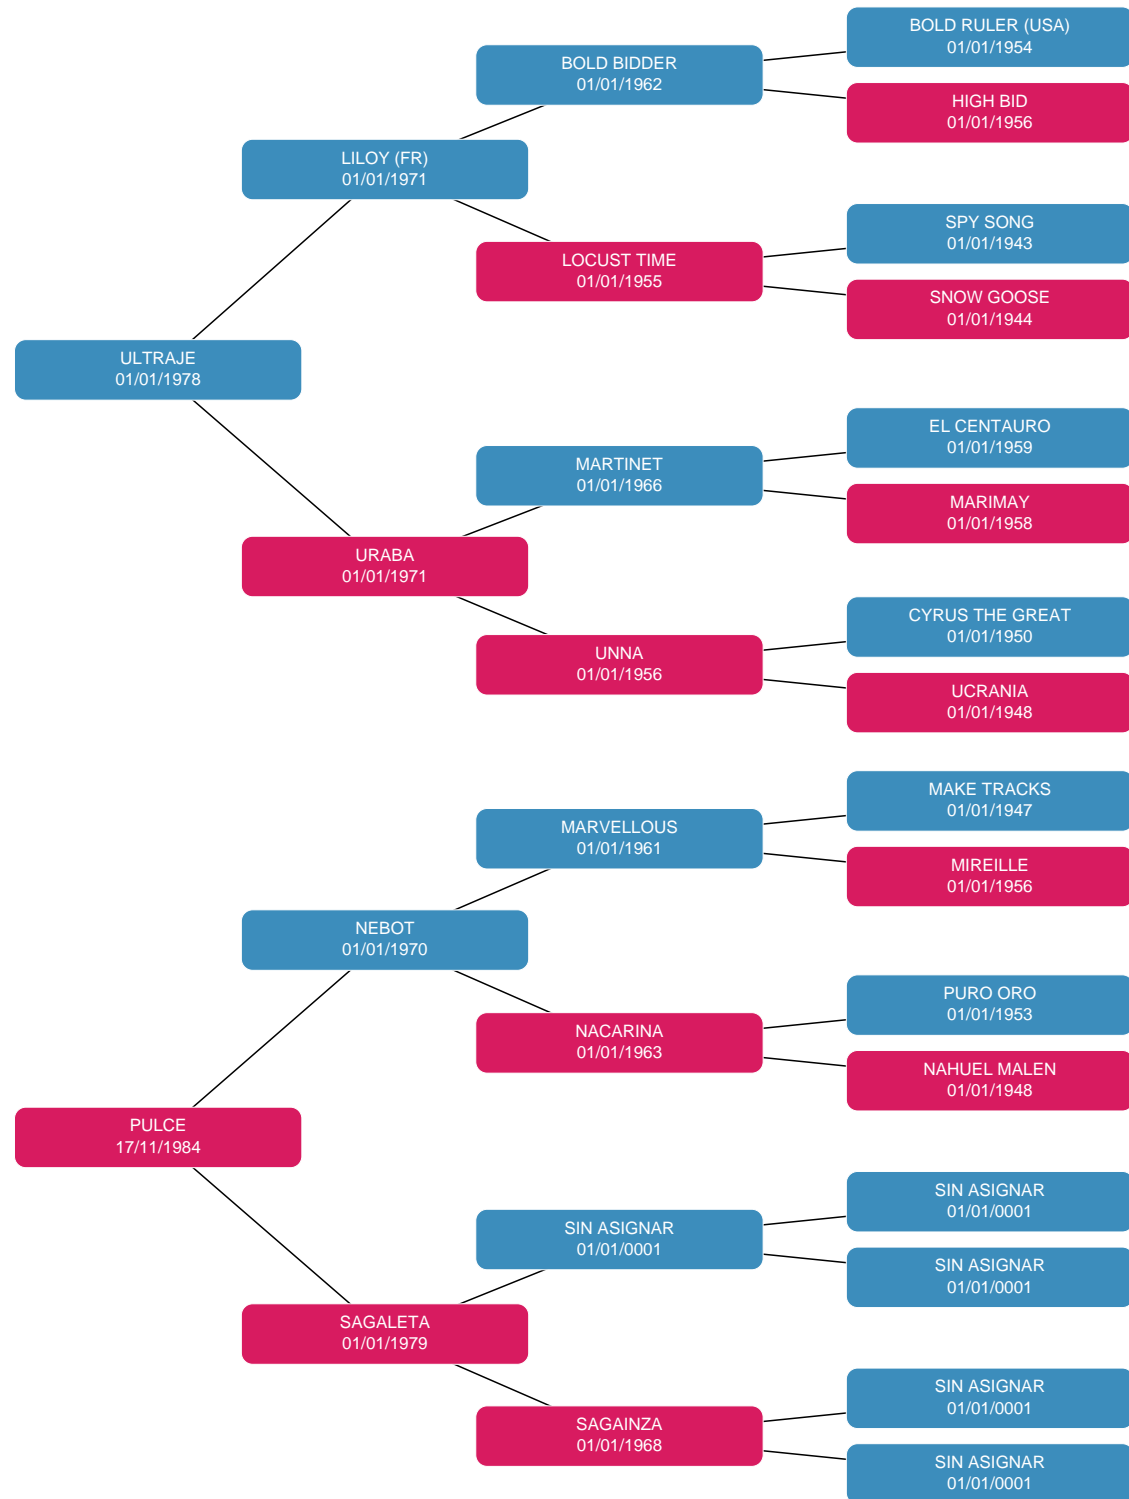 BOLD RULER (USA)
01/01/1954
BOLD BIDDER
01/01/1962
HIGH BID
01/01/1956
LILOY (FR)
01/01/1971
SPY SONG
01/01/1943
LOCUST TIME
01/01/1955
SNOW GOOSE
01/01/1944
ULTRAJE
01/01/1978
EL CENTAURO
01/01/1959
MARTINET
01/01/1966
MARIMAY
01/01/1958
URABA
01/01/1971
CYRUS THE GREAT
01/01/1950
UNNA
01/01/1956
UCRANIA
01/01/1948
MAKE TRACKS
01/01/1947
MARVELLOUS
01/01/1961
MIREILLE
01/01/1956
NEBOT
01/01/1970
PURO ORO
01/01/1953
NACARINA
01/01/1963
NAHUEL MALEN
01/01/1948
PULCE
17/11/1984
SIN ASIGNAR
01/01/0001
SIN ASIGNAR
01/01/0001
SIN ASIGNAR
01/01/0001
SAGALETA
01/01/1979
SIN ASIGNAR
01/01/0001
SAGAINZA
01/01/1968
SIN ASIGNAR
01/01/0001